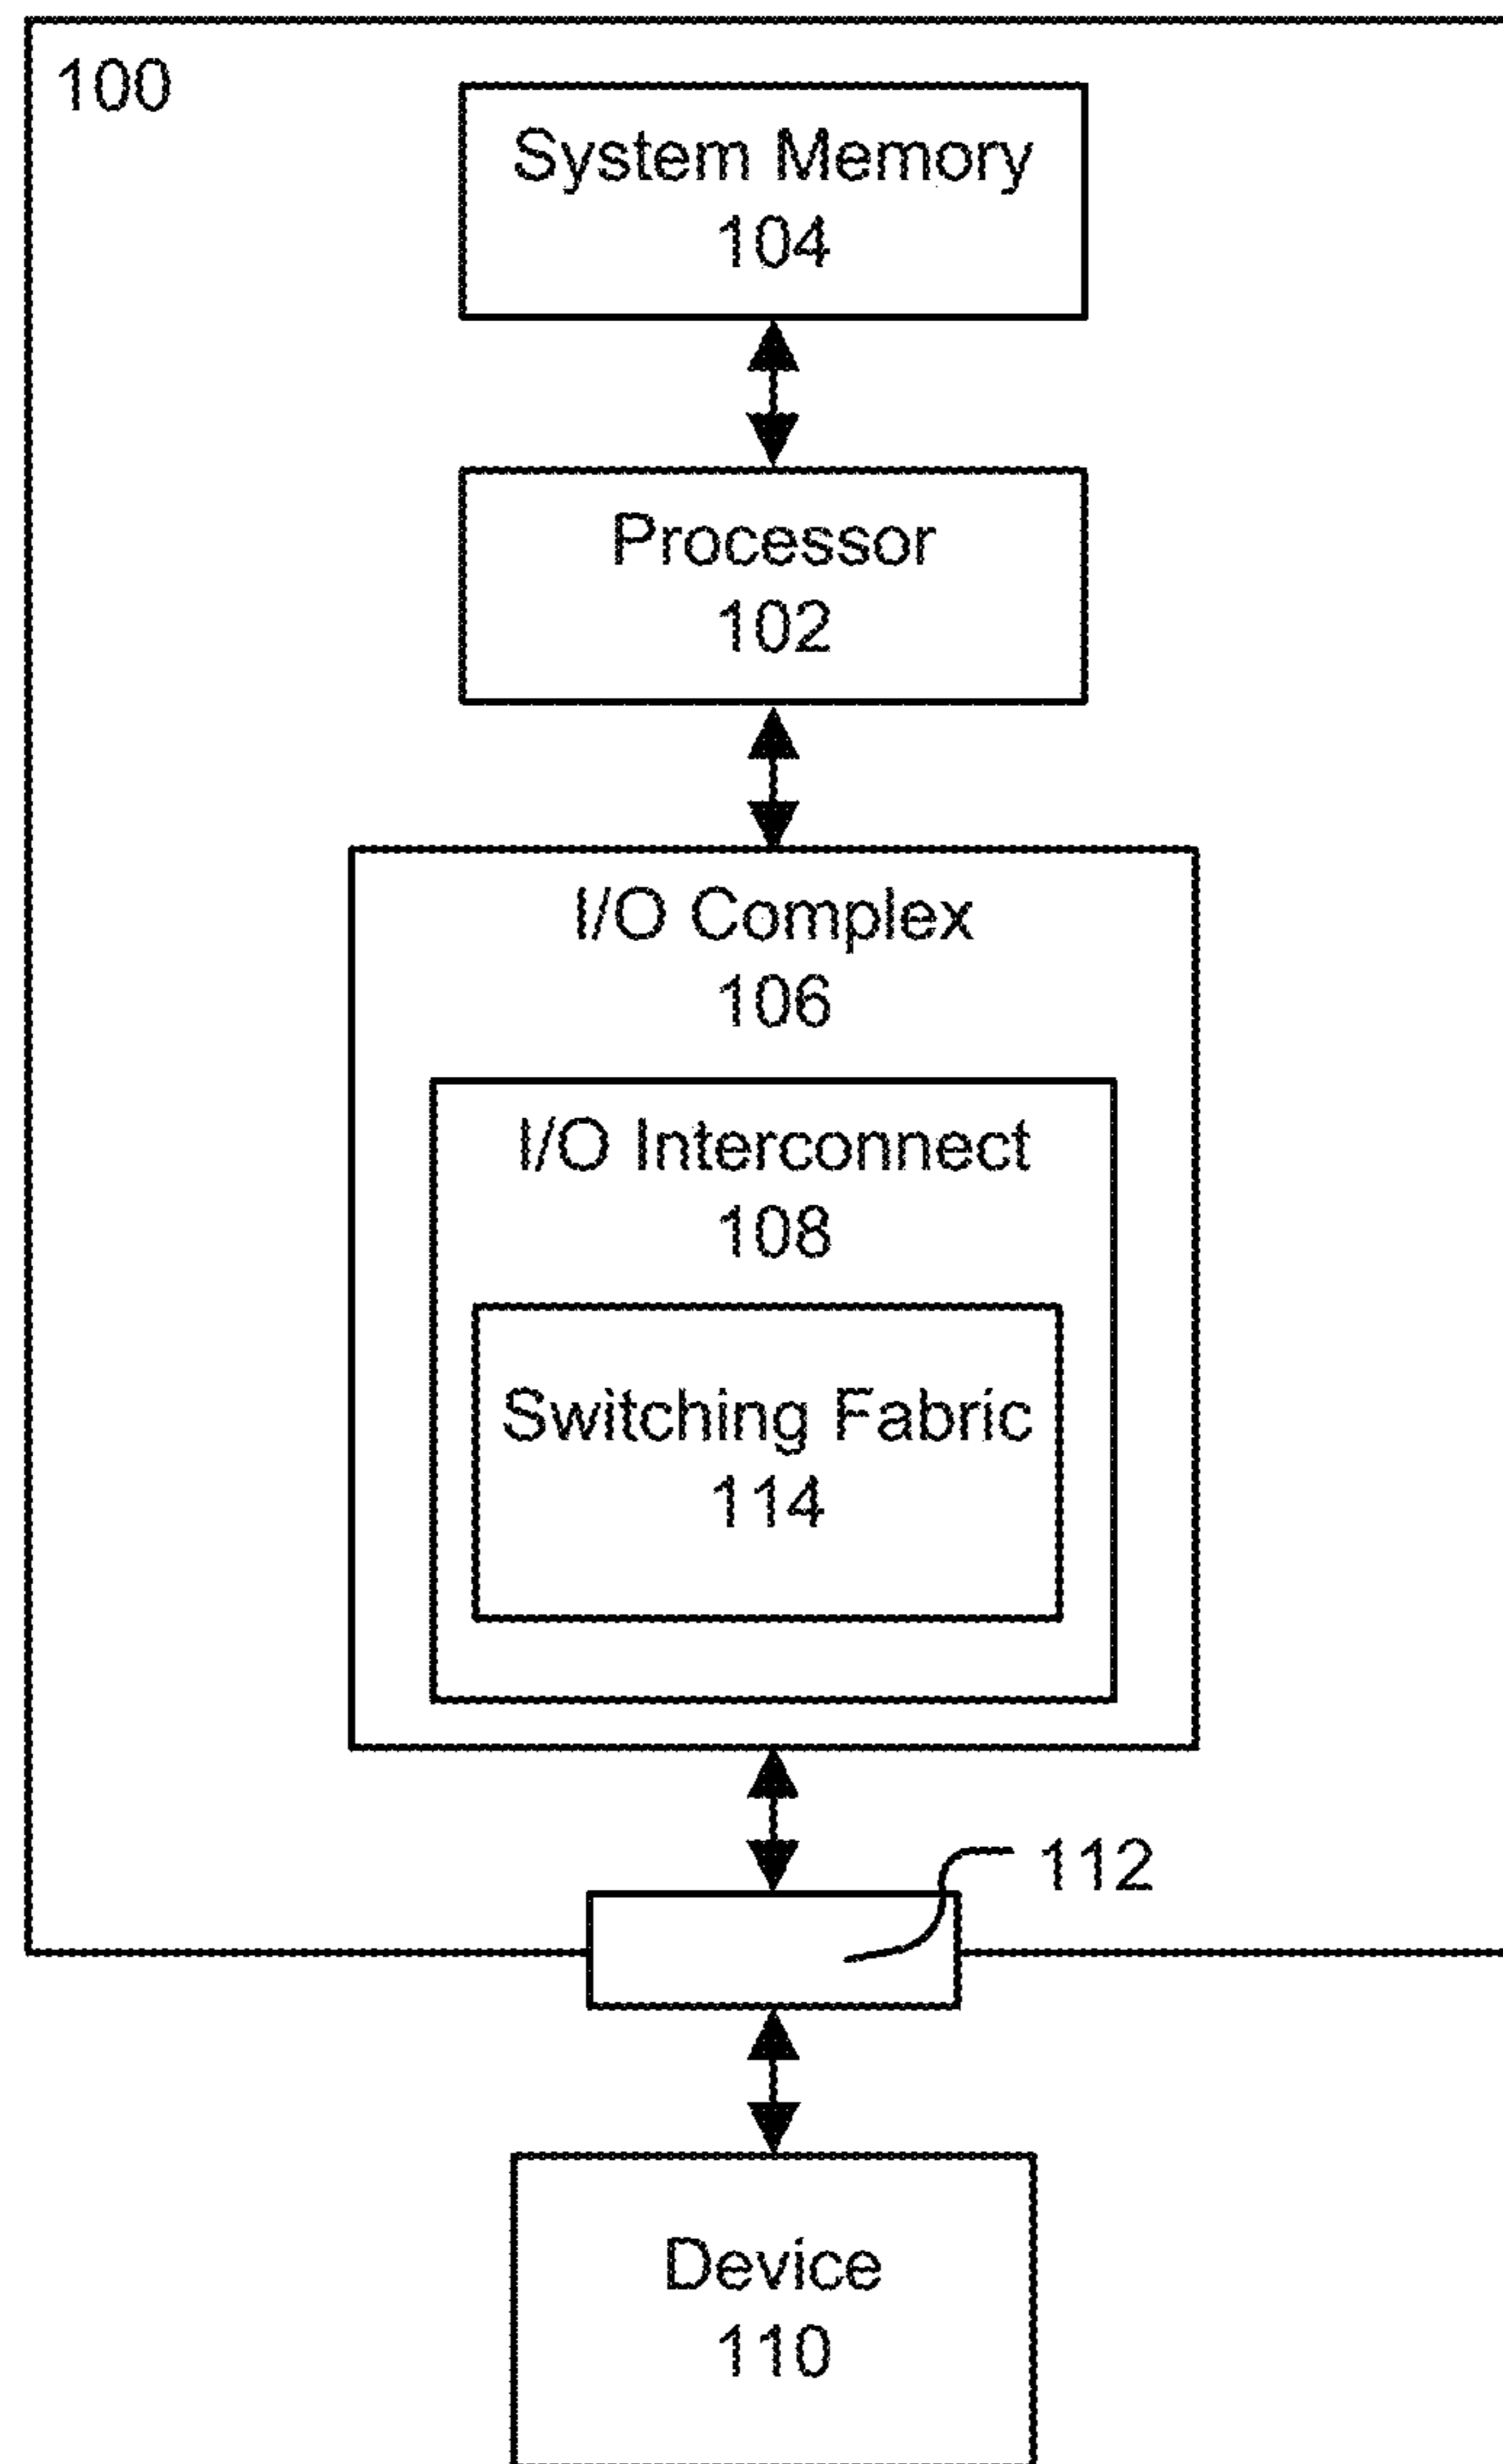 100
System Memory
104
Processor
102
I/O Complex
106
I/O Interconnect
108
Switching Fabric
114
112
Device
110